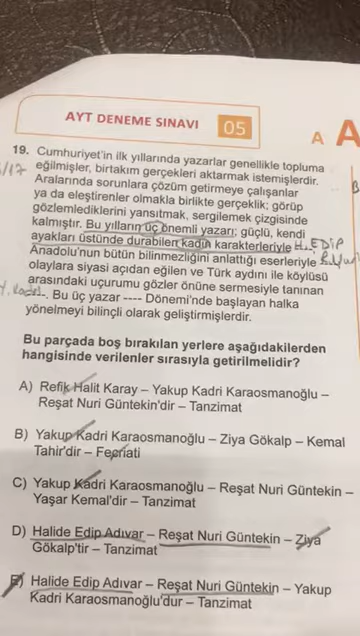 AYT DENEME SINAVI 05
A A
19. Cumhuriyet'in ilk yıllarında yazarlar genellikle topluma
/17 eğilmişler, birtakım gerçekleri aktarmak istemişlerdir.
Aralarında sorunlara çözüm getirmeye çalışanlar
ya da eleştirenler olmakla birlikte gerçeklik; görüp
gözlemlediklerini yansıtmak, sergilemek çizgisinde
kalmıştır. Bu yılların üç önemli yazarı; güçlü, kendi
ayakları üstünde durabilen kadın karakterleriyle H. EDİP
Anadolu'nun bütün bilinmezliğini anlattığı eserleriyle
olaylara siyasi açıdan eğilen ve Türk aydını ile köylüsü
arasındaki uçurumu gözler önüne sermesiyle tanınan
Y. Kadri. Bu üç yazar ---- Dönemi'nde başlayan halka
yönelmeyi bilinçli olarak geliştirmişlerdir.
Bu parçada boş bırakılan yerlere aşağıdakilerden
hangisinde verilenler sırasıyla getirilmelidir?
A) Refik Halit Karay – Yakup Kadri Karaosmanoğlu –
Reşat Nuri Güntekin'dir – Tanzimat
B) Yakup Kadri Karaosmanoğlu – Ziya Gökalp – Kemal
Tahir'dir – Fecriati
C) Yakup Kadri Karaosmanoğlu – Reşat Nuri Güntekin –
Yaşar Kemal'dir – Tanzimat
D) Halide Edip Adıvar – Reşat Nuri Güntekin – Ziya
Gökalp'tir – Tanzimat
E) Halide Edip Adıvar – Reşat Nuri Güntekin – Yakup
Kadri Karaosmanoğlu'dur – Tanzimat